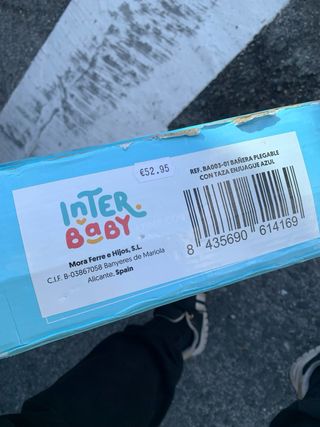 €52.95
INTER
BABY
Mora Ferre e Hijos, S.L.
C.I.F. B-03867058 Banyeres de Mariola
Alicante, Spain
REF. BA003-01 BAÑERA PLEGABLE
CON TAZA ENJUAGUE AZUL
8 435690 614169